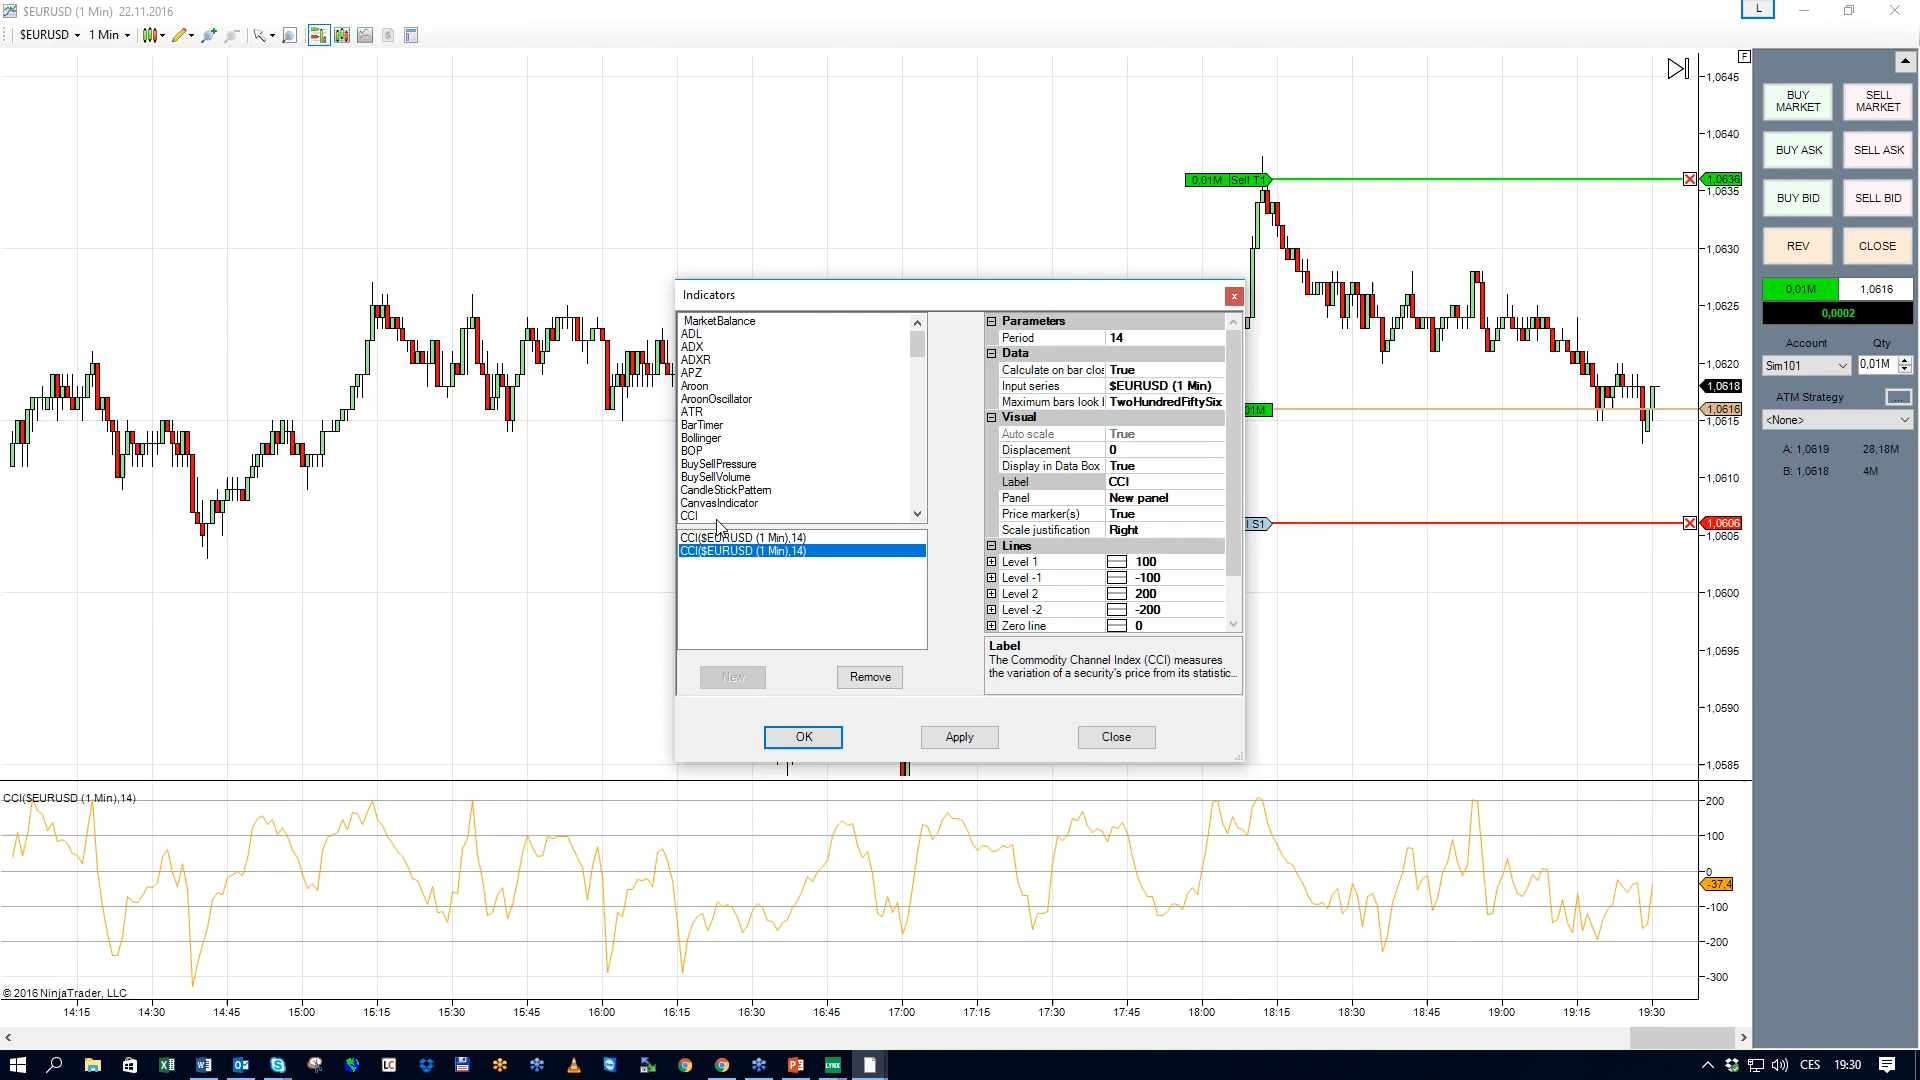 $EURUSD (1 Min)  22.11.2016
L
$EURUSD
1 Min
F
1,0645
1,0640
1,0636
1,0635
1,0630
1,0625
1,0620
1,0618
1,0616
1,0615
1,0610
1,0606
1,0605
1,0600
1,0595
1,0590
1,0585
0,01M
Sell T1
01M
S1
Indicators
x
MarketBalance
ADL
ADX
ADXR
APZ
Aroon
AroonOscillator
ATR
BarTimer
Bollinger
BOP
BuySellPressure
BuySellVolume
CandleStickPattern
CanvasIndicator
CCI
CCI($EURUSD (1 Min),14)
CCI($EURUSD (1 Min),14)
New
Remove
Parameters
Period 14
Data
Calculate on bar clos True
Input series $EURUSD (1 Min)
Maximum bars look l TwoHundredFiftySix
Visual
Auto scale True
Displacement 0
Display in Data Box True
Label CCI
Panel New panel
Price marker(s) True
Scale justification Right
Lines
Level 1 100
Level -1 -100
Level 2 200
Level -2 -200
Zero line 0
Label
The Commodity Channel Index (CCI) measures
the variation of a security's price from its statistic...
OK
Apply
Close
BUY MARKET
SELL MARKET
BUY ASK
SELL ASK
BUY BID
SELL BID
REV
CLOSE
0,01M
1,0616
0,0002
Account
Qty
Sim101
0,01M
ATM Strategy
...
<None>
A: 1,0619 28,18M
B: 1,0618 4M
CCI($EURUSD (1 Min),14)
200
100
0
-37,4
-100
-200
-300
© 2016 NinjaTrader, LLC
14:15 14:30 14:45 15:00 15:15 15:30 15:45 16:00 16:15 16:30 16:45 17:00 17:15 17:30 17:45 18:00 18:15 18:30 18:45 19:00 19:15 19:30
LC
LYNX
CES
19:30